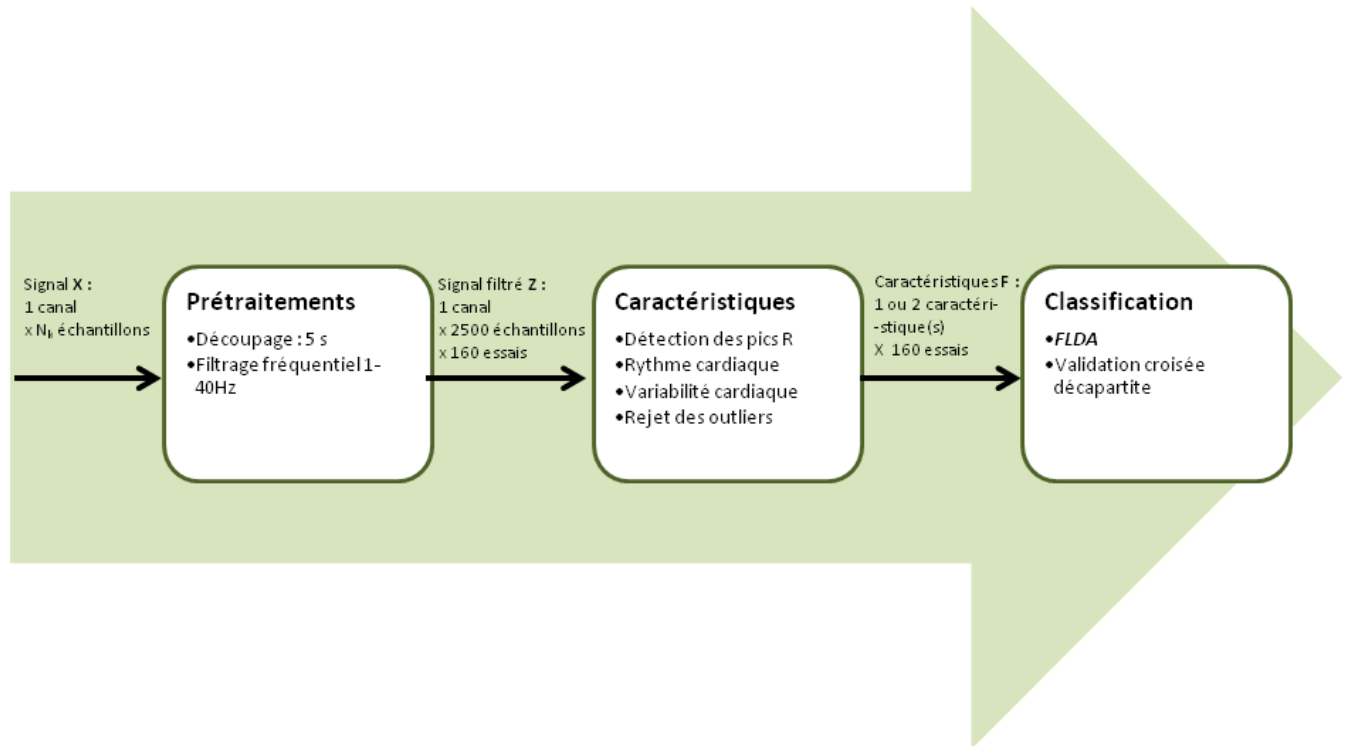 Signal X :
1 canal
x Nk échantillons
Prétraitements
•Découpage : 5 s
•Filtrage fréquentiel 1-
40Hz
Signal filtré Z :
1 canal
x 2500 échantillons
x 160 essais
Caractéristiques
•Détection des pics R
•Rythme cardiaque
•Variabilité cardiaque
•Rejet des outliers
Caractéristiques F :
1 ou 2 caractéri-
-stique(s)
X 160 essais
Classification
•FLDA
•Validation croisée
décapartite